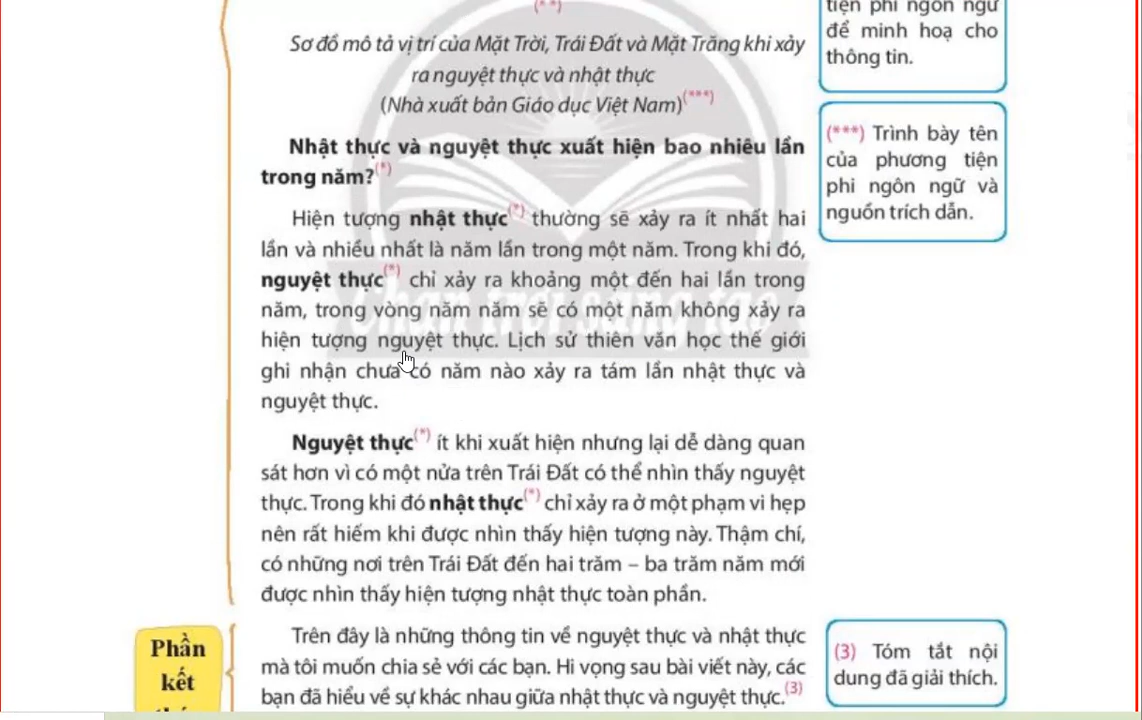 (**)
tiện phi ngôn ngữ
để minh hoạ cho
thông tin.
Sơ đồ mô tả vị trí của Mặt Trời, Trái Đất và Mặt Trăng khi xảy
ra nguyệt thực và nhật thực
(Nhà xuất bản Giáo dục Việt Nam)(***)
(***) Trình bày tên
của phương tiện
phi ngôn ngữ và
nguồn trích dẫn.
Nhật thực và nguyệt thực xuất hiện bao nhiêu lần
trong năm?(*)
Hiện tượng nhật thực(*) thường sẽ xảy ra ít nhất hai
lần và nhiều nhất là năm lần trong một năm. Trong khi đó,
nguyệt thực(*) chỉ xảy ra khoảng một đến hai lần trong
năm, trong vòng năm năm sẽ có một năm không xảy ra
hiện tượng nguyệt thực. Lịch sử thiên văn học thế giới
ghi nhận chưa có năm nào xảy ra tám lần nhật thực và
nguyệt thực.
Chân trời sáng tạo
Nguyệt thực(*) ít khi xuất hiện nhưng lại dễ dàng quan
sát hơn vì có một nửa trên Trái Đất có thể nhìn thấy nguyệt
thực. Trong khi đó nhật thực(*) chỉ xảy ra ở một phạm vi hẹp
nên rất hiếm khi được nhìn thấy hiện tượng này. Thậm chí,
có những nơi trên Trái Đất đến hai trăm – ba trăm năm mới
được nhìn thấy hiện tượng nhật thực toàn phần.
Phần
kết
Trên đây là những thông tin về nguyệt thực và nhật thực
mà tôi muốn chia sẻ với các bạn. Hi vọng sau bài viết này, các
bạn đã hiểu về sự khác nhau giữa nhật thực và nguyệt thực.(3)
(3) Tóm tắt nội
dung đã giải thích.